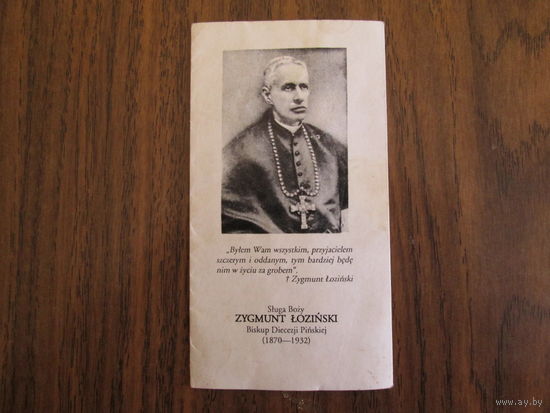 „Byłem Wam wszystkim, przyjacielem
szczerym i oddanym, tym bardziej będę
nim w życiu za grobem”.
† Zygmunt Łoziński
Sługa Boży
ZYGMUNT ŁOZIŃSKI
Biskup Diecezji Pińskiej
(1870—1932)
www.ay.by